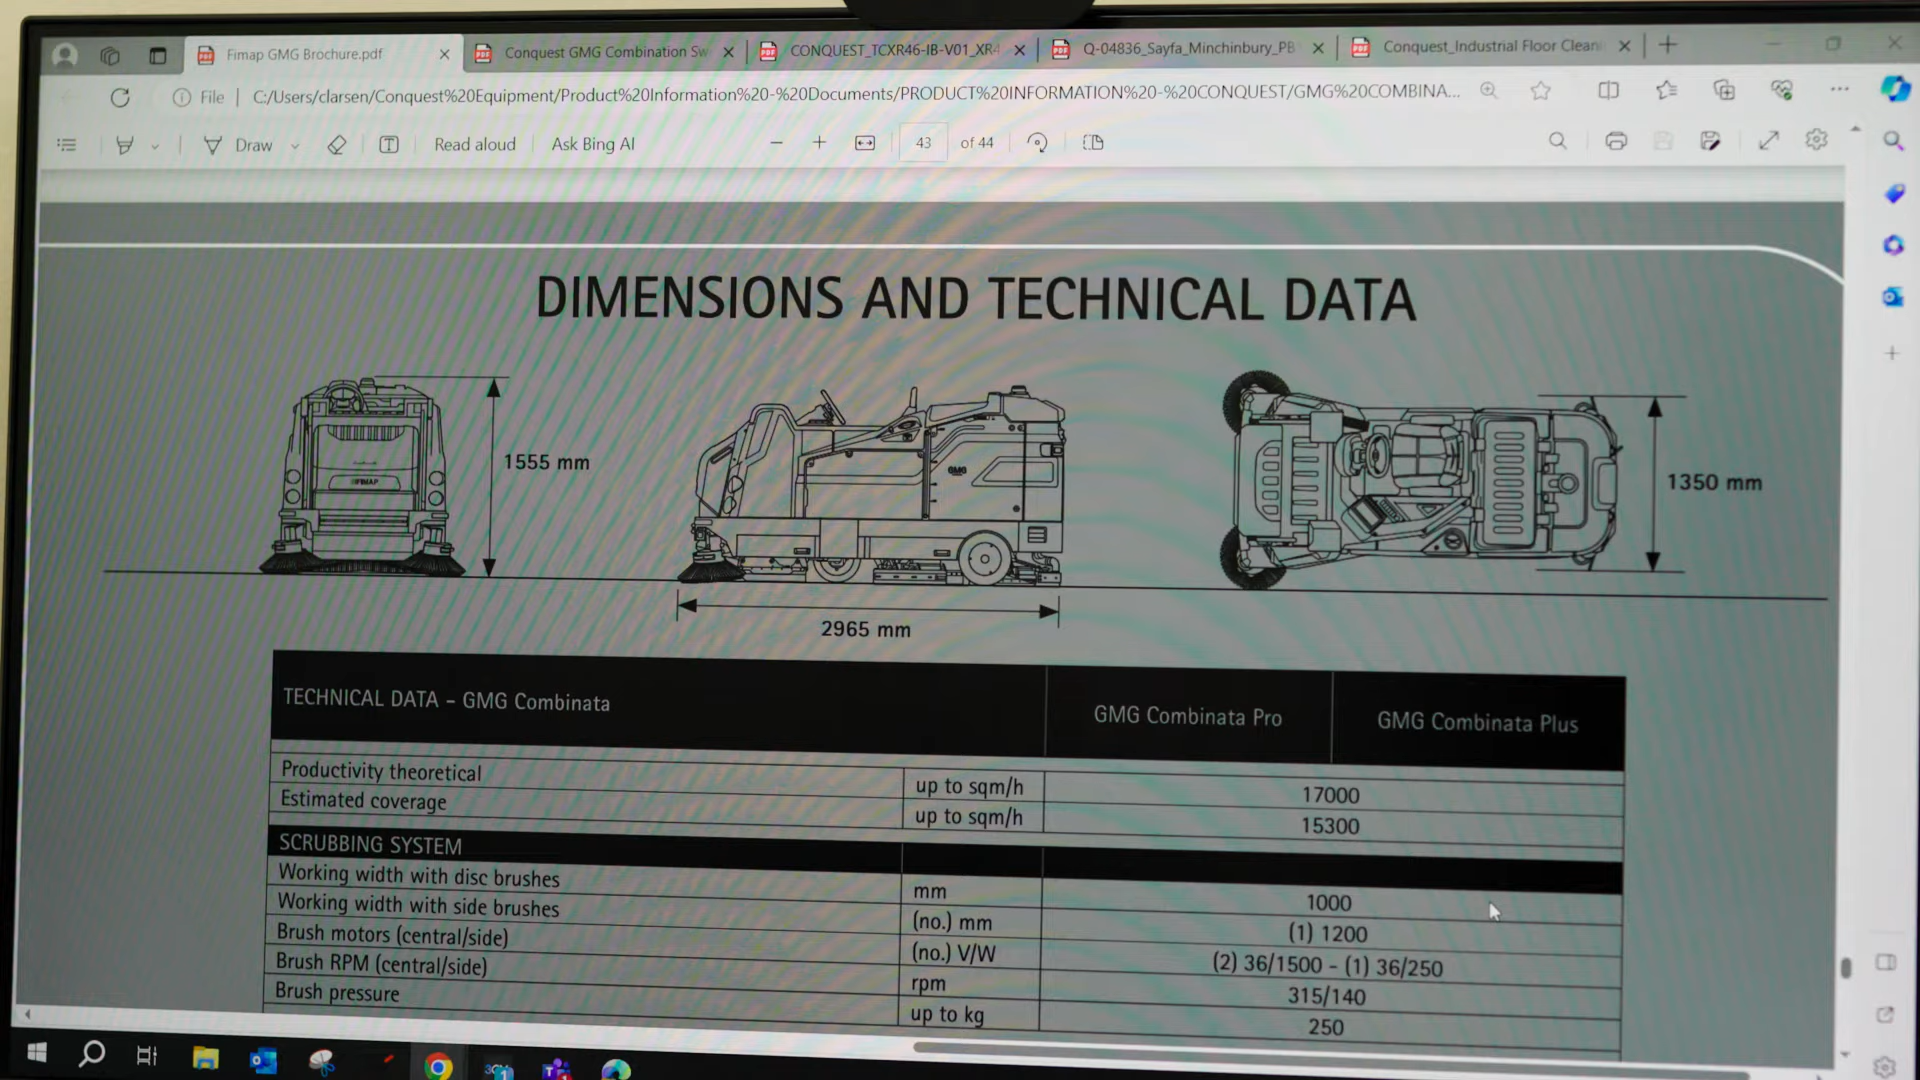 Fimap GMG Brochure.pdf
Conquest GMG Combination Sw
CONQUEST_TCXR46-IB-V01_XR4
Q-04836_Sayfa_Minchinbury_PB
Conquest_Industrial Floor Cleani
File
C:/Users/clarsen/Conquest%20Equipment/Product%20Information%20-%20Documents/PRODUCT%20INFORMATION%20-%20CONQUEST/GMG%20COMBINA...
Draw
Read aloud
Ask Bing AI
43 of 44
DIMENSIONS AND TECHNICAL DATA
1555 mm
FIMAP
GMG
2965 mm
1350 mm
TECHNICAL DATA - GMG Combinata GMG Combinata Pro GMG Combinata Plus
Productivity theoretical up to sqm/h 17000
Estimated coverage up to sqm/h 15300
SCRUBBING SYSTEM
Working width with disc brushes mm 1000
Working width with side brushes (no.) mm (1) 1200
Brush motors (central/side) (no.) V/W (2) 36/1500 - (1) 36/250
Brush RPM (central/side) rpm 315/140
Brush pressure up to kg 250